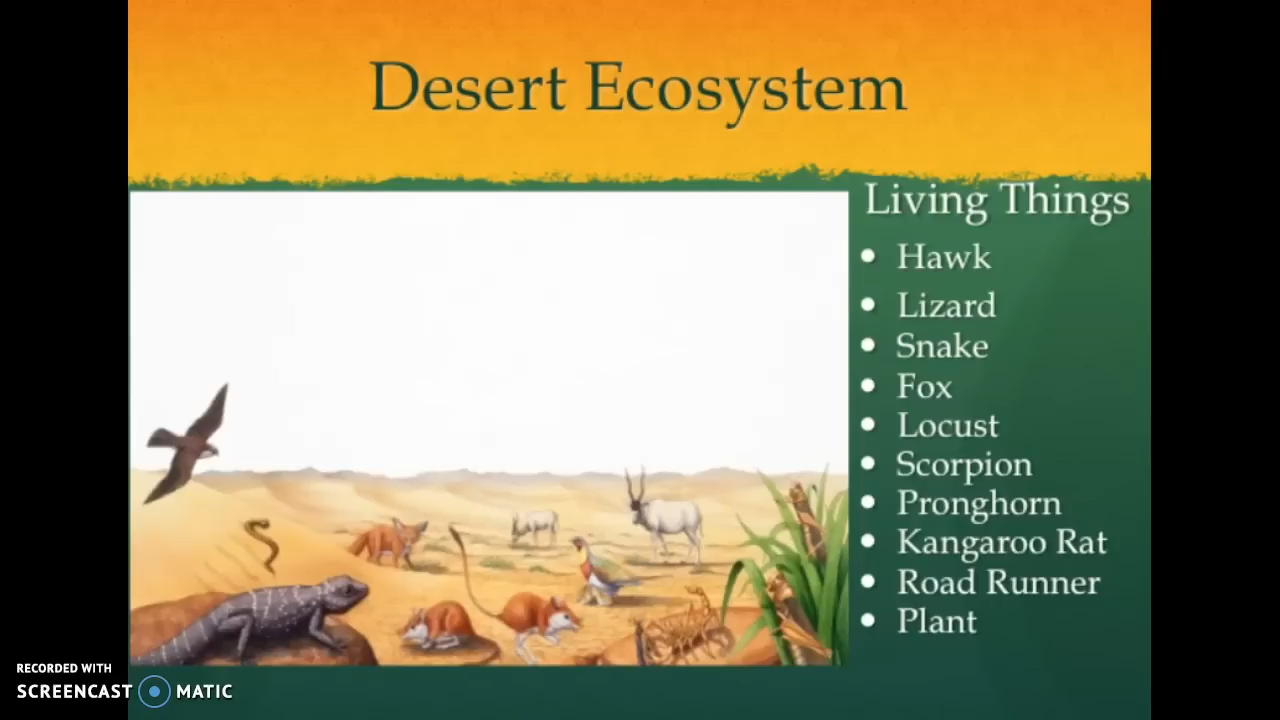 Desert Ecosystem
Living Things
• Hawk
• Lizard
• Snake
• Fox
• Locust
• Scorpion
• Pronghorn
• Kangaroo Rat
• Road Runner
• Plant
RECORDED WITH
SCREENCAST MATIC